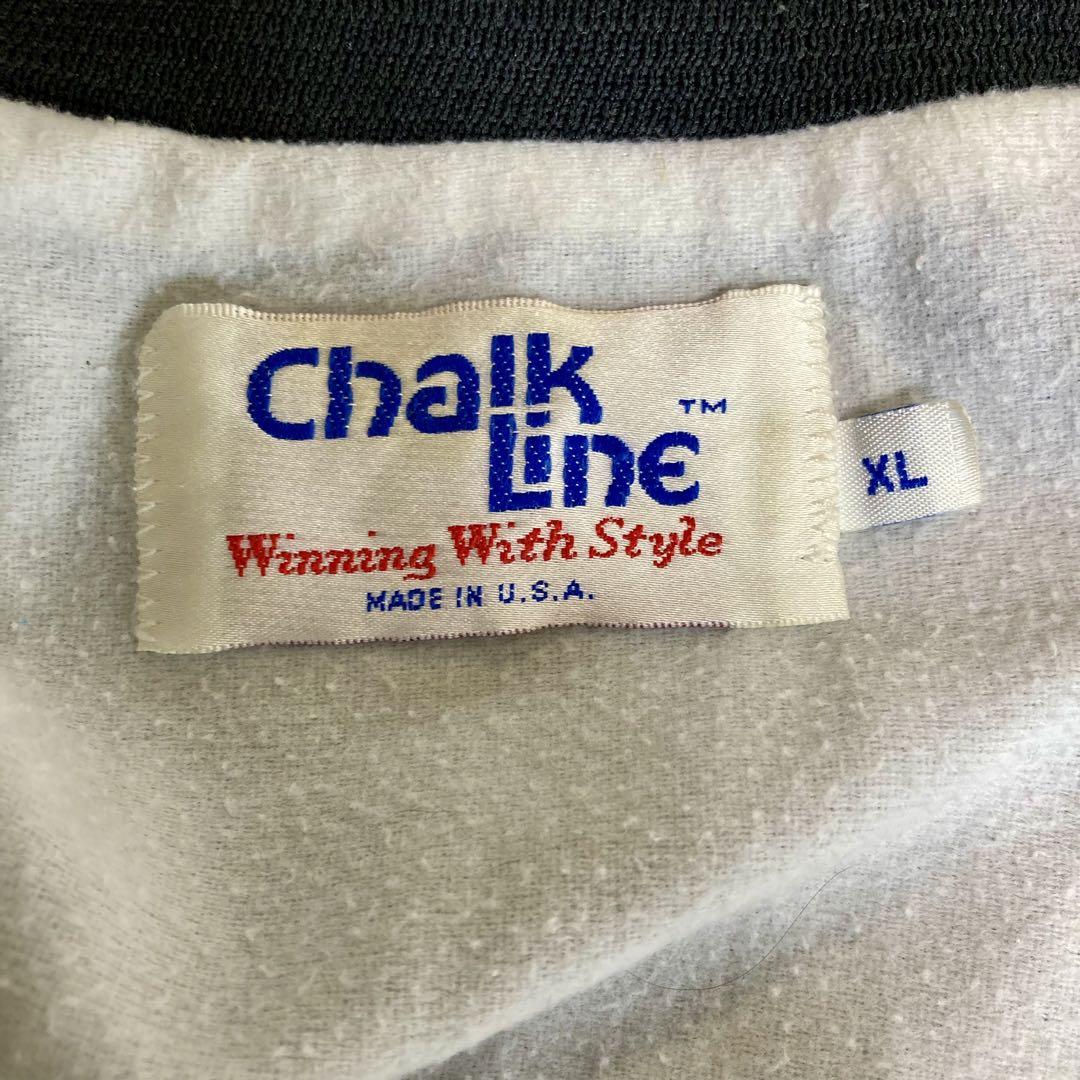 Chalk
Line ™
XL
Winning With Style
MADE IN U.S.A.